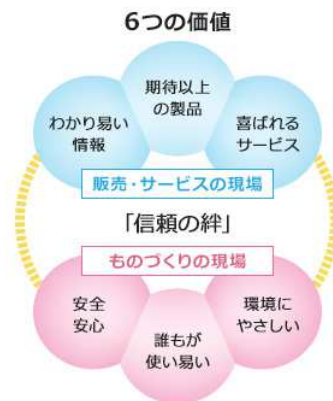 6つの価値
期待以上
の製品
わかり易い
情報
喜ばれる
サービス
販売・サービスの現場
「信頼の絆」
ものづくりの現場
安全
安心
誰もが
使い易い
環境に
やさしい